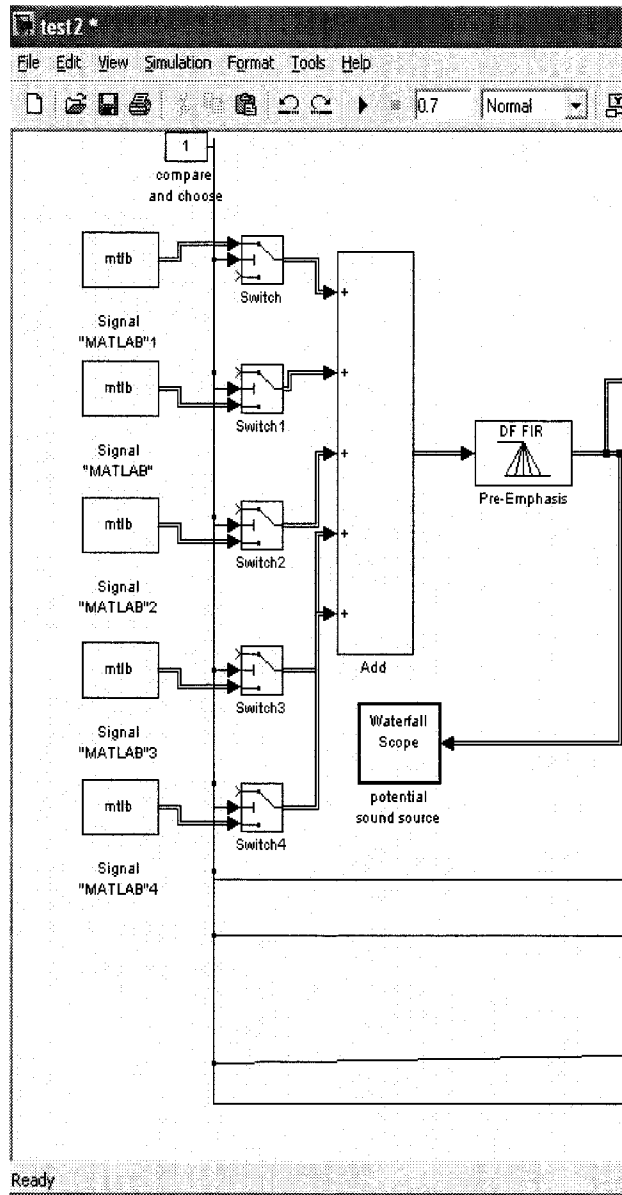 test2 *
File Edit View Simulation Format Tools Help
0.7 Normal
1
compare
and choose
mtlb
Switch
Signal
"MATLAB"1
mtlb
Switch1
Signal
"MATLAB"
mtlb
Switch2
Signal
"MATLAB"2
mtlb
Switch3
Signal
"MATLAB"3
mtlb
Switch4
Signal
"MATLAB"4
+
+
+
+
+
Add
DF FIR
Pre-Emphasis
Waterfall
Scope
potential
sound source
Ready